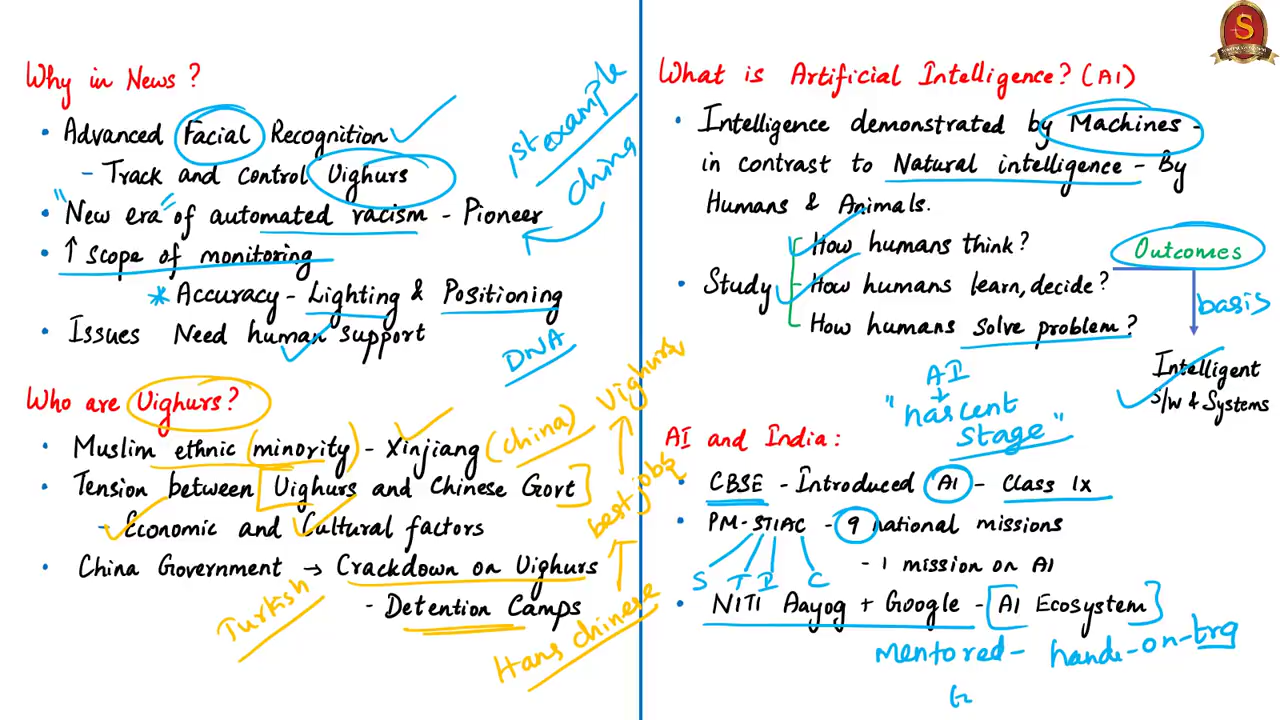 Why in News?
• Advanced Facial Recognition
- Track and control Uighurs
• "New era" of automated racism - Pioneer
• ↑ Scope of monitoring
* Accuracy - Lighting & Positioning
• Issues Need human support
1st example
China
DNA
Who are Uighurs?
• Muslim ethnic (minority) - Xinjiang (China)
• Tension between [Uighurs and Chinese Govt]
- Economic and Cultural factors
• China Government → Crackdown on Uighurs
- Detention Camps
Turkish
Hans chinese
best jobs
Uighurs
What is Artificial Intelligence? (AI)
• Intelligence demonstrated by Machines -
in contrast to Natural intelligence - By
Humans & Animals.
- How humans think?
• Study - How humans learn, decide?
- How humans Solve problem?
Outcomes
basis
Intelligent
S/W & Systems
AI
"nascent
stage"
AI and India:
• CBSE - Introduced AI - Class IX
• PM-STIAC - 9 national missions
S T I C
- 1 mission on AI
• NITI Aayog + Google - [AI Ecosystem]
mentored - hands-on-trg
S